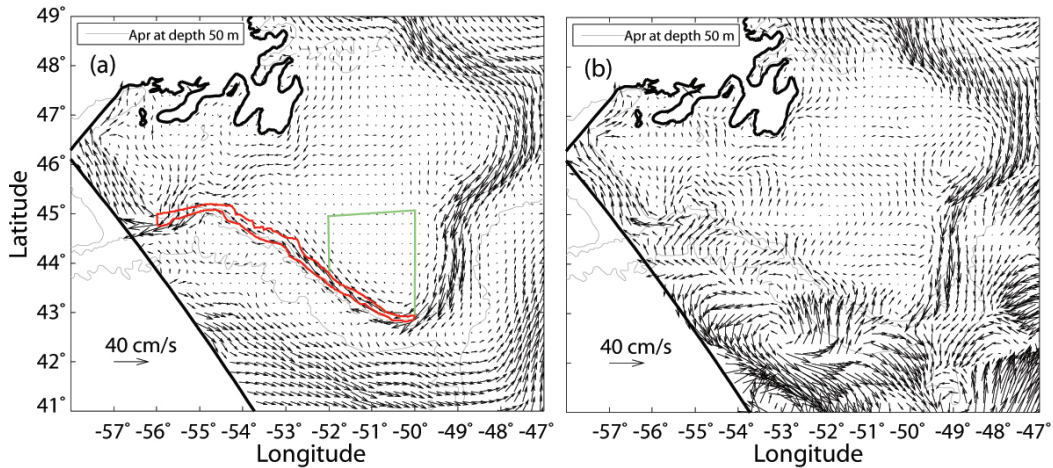 49°
48°
47°
46°
45°
44°
43°
42°
41°
Latitude
Apr at depth 50 m
(a)
40 cm/s
-57° -56 -55° -54° -53° -52° -51° -50° -49° -48° -47°
Longitude
Apr at depth 50 m
(b)
40 cm/s
-57° -56° -55° -54° -53° -52° -51° -50° -49° -48° -47°
Longitude